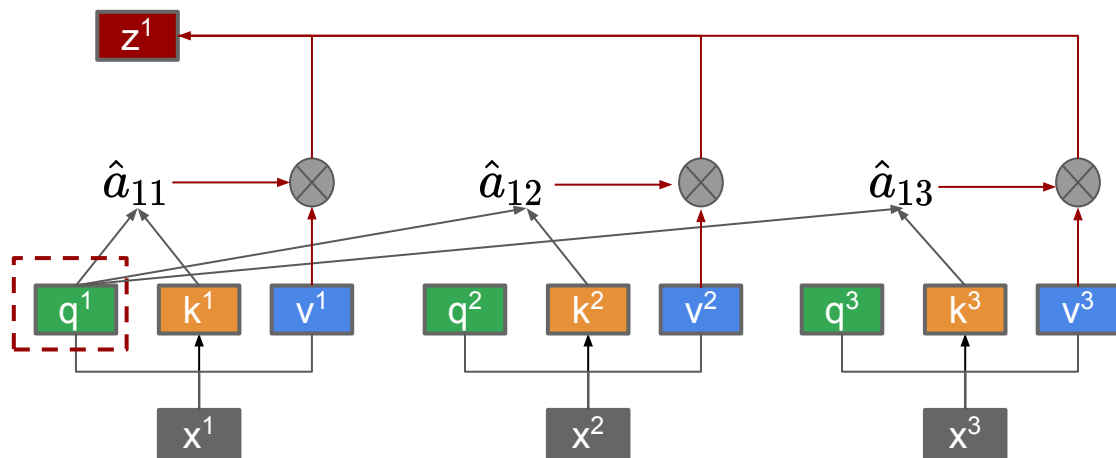 z¹
â₁₁ â₁₂ â₁₃
q¹ k¹ v¹ q² k² v² q³ k³ v³
x¹ x² x³